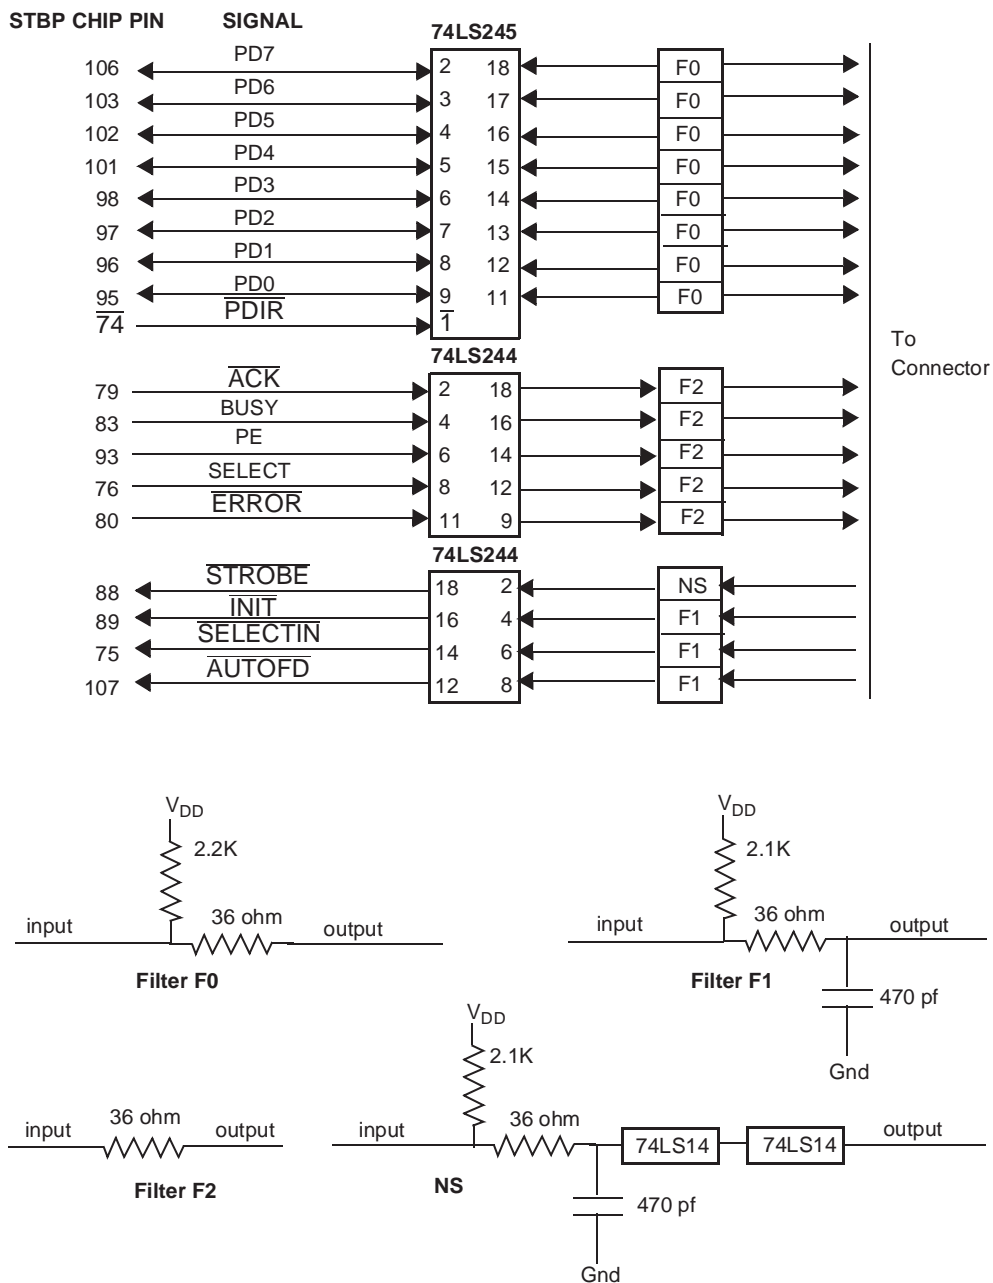 STBP CHIP PIN SIGNAL
74LS245
106 PD7 2 18 F0
103 PD6 3 17 F0
102 PD5 4 16 F0
101 PD4 5 15 F0
98 PD3 6 14 F0
97 PD2 7 13 F0
96 PD1 8 12 F0
95 PD0 9 11 F0
74 PDIR 1
To
Connector
74LS244
79 ACK 2 18 F2
83 BUSY 4 16 F2
93 PE 6 14 F2
76 SELECT 8 12 F2
80 ERROR 11 9 F2
74LS244
88 STROBE 18 2 NS
89 INIT 16 4 F1
75 SELECTIN 14 6 F1
107 AUTOFD 12 8 F1
VDD
2.2K
input 36 ohm output
Filter F0
VDD
2.1K
input 36 ohm output
Filter F1
470 pf
Gnd
input 36 ohm output
Filter F2
VDD
2.1K
input 36 ohm 74LS14 74LS14 output
NS
470 pf
Gnd